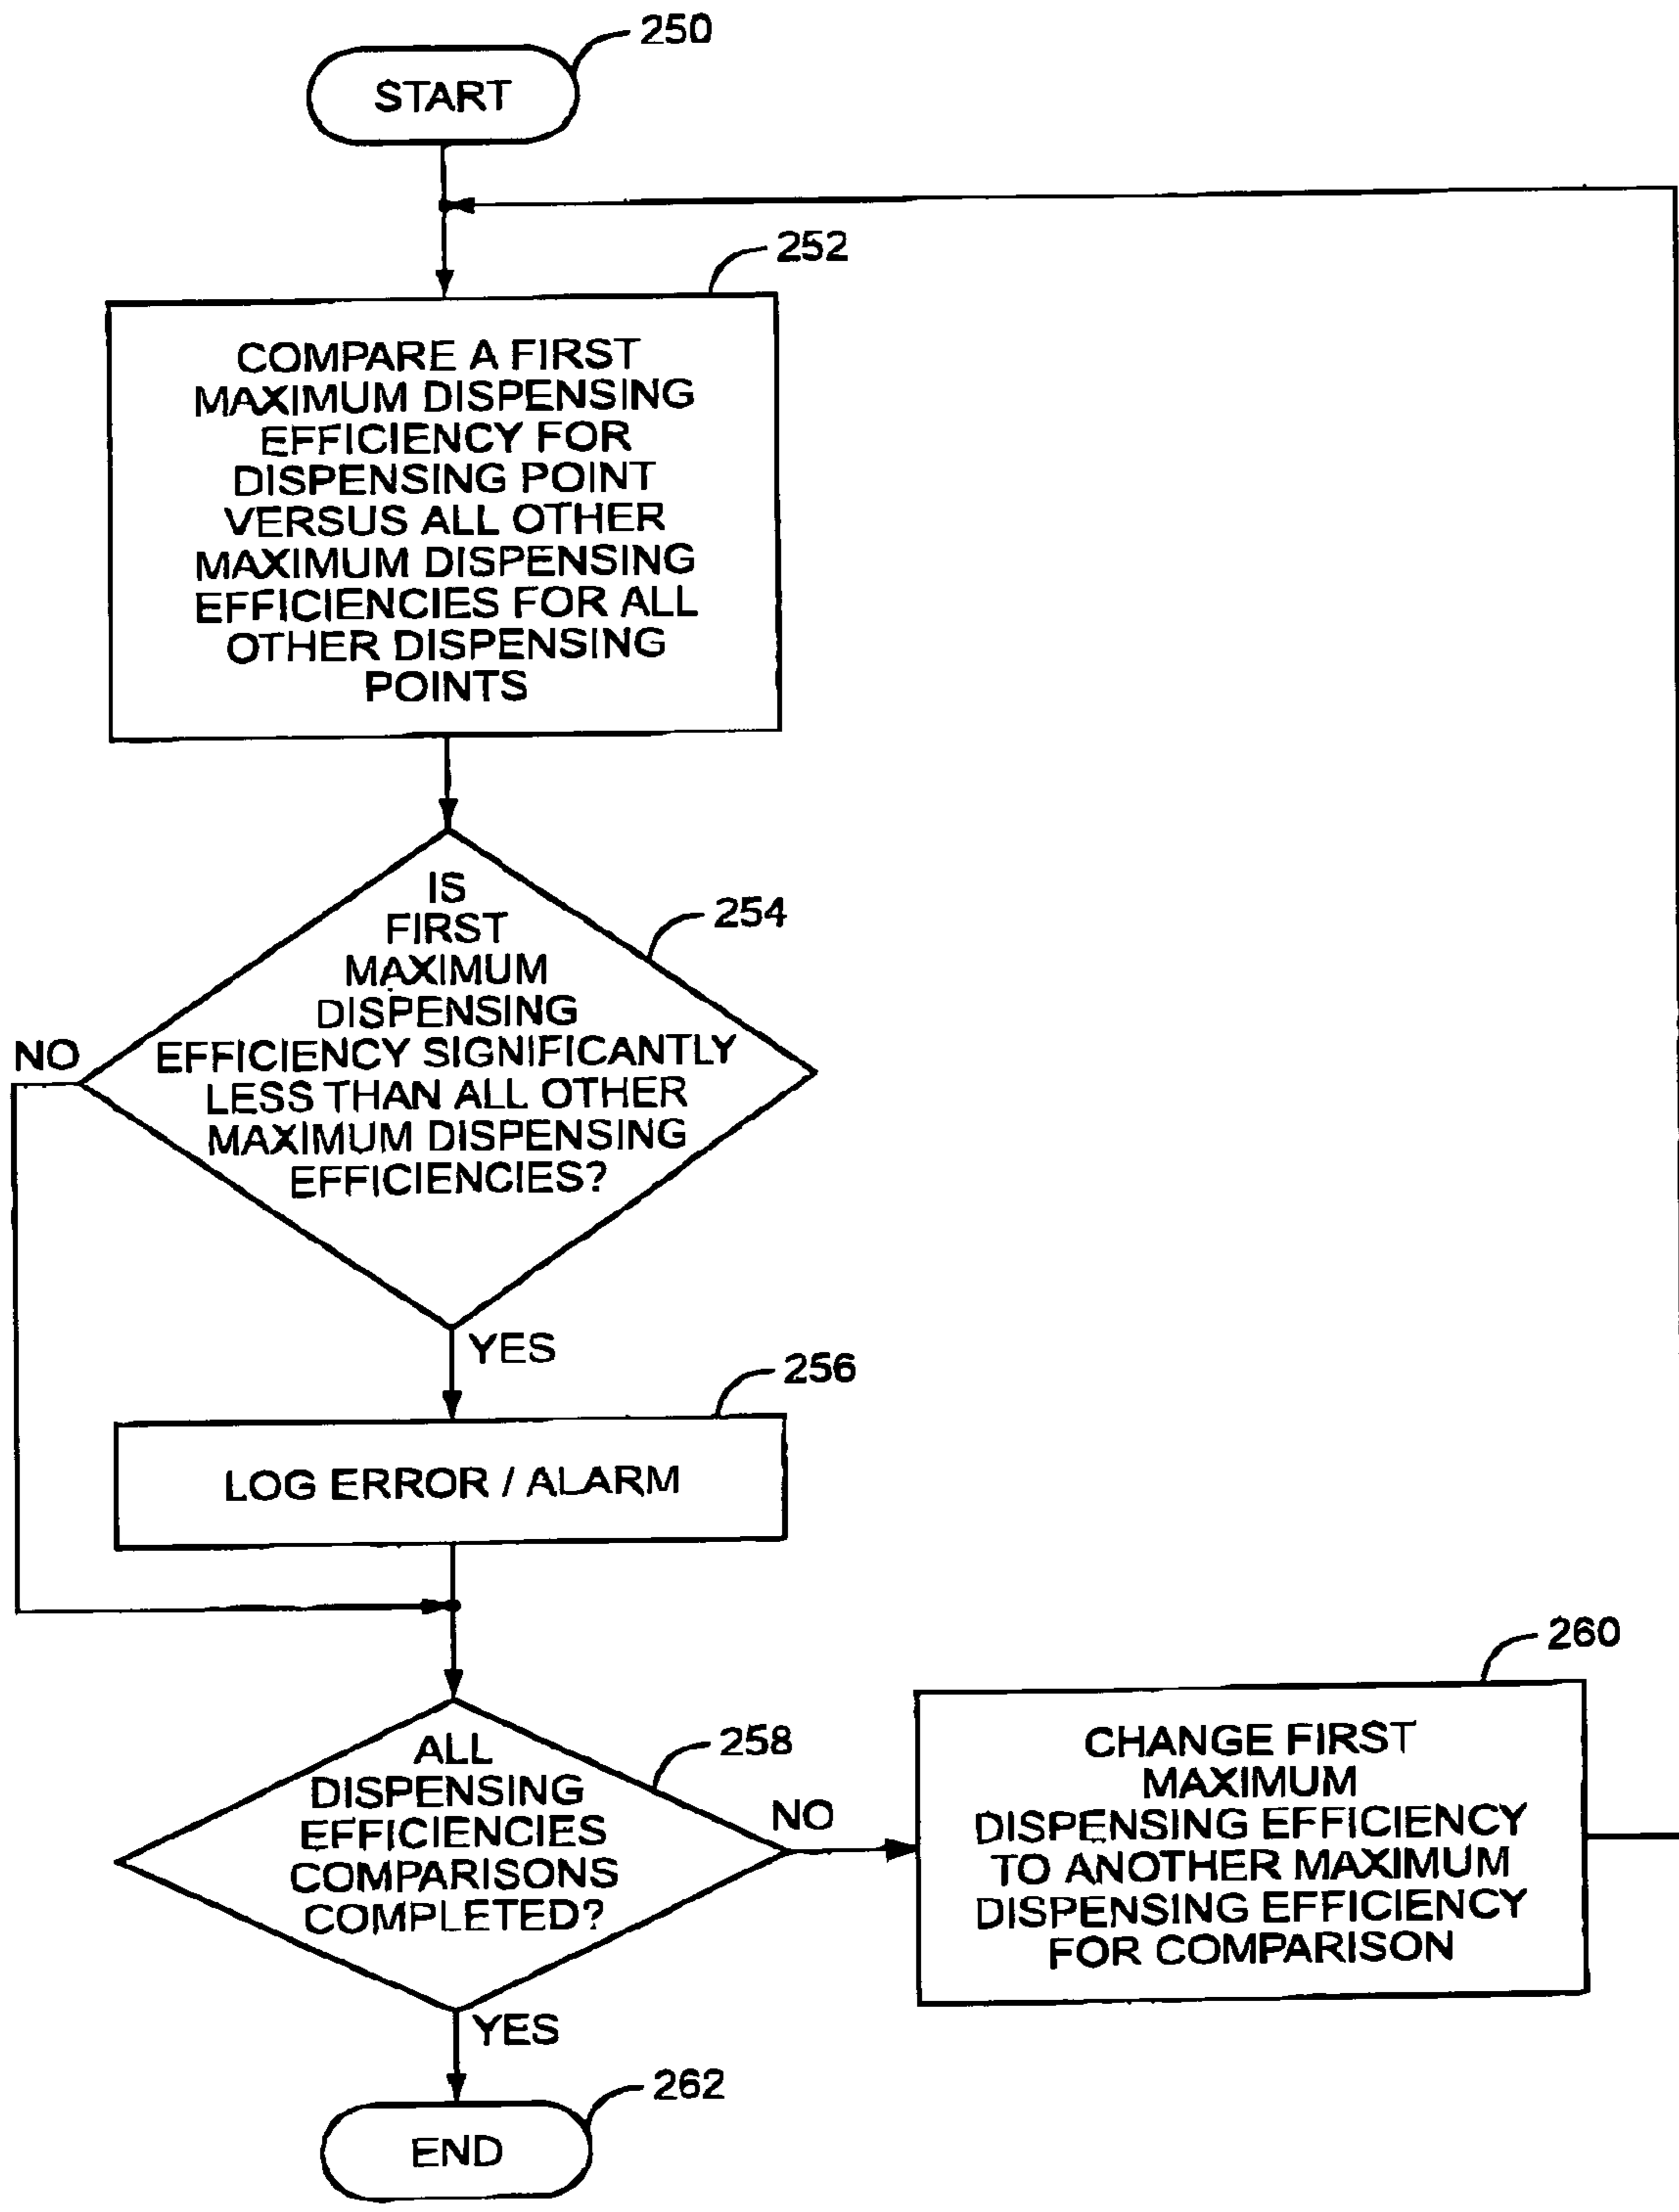 250
START
252
COMPARE A FIRST
MAXIMUM DISPENSING
EFFICIENCY FOR
DISPENSING POINT
VERSUS ALL OTHER
MAXIMUM DISPENSING
EFFICIENCIES FOR ALL
OTHER DISPENSING
POINTS
254
IS
FIRST
MAXIMUM
DISPENSING
EFFICIENCY SIGNIFICANTLY
LESS THAN ALL OTHER
MAXIMUM DISPENSING
EFFICIENCIES?
NO
YES
256
LOG ERROR / ALARM
258
ALL
DISPENSING
EFFICIENCIES
COMPARISONS
COMPLETED?
NO
260
CHANGE FIRST
MAXIMUM
DISPENSING EFFICIENCY
TO ANOTHER MAXIMUM
DISPENSING EFFICIENCY
FOR COMPARISON
YES
262
END